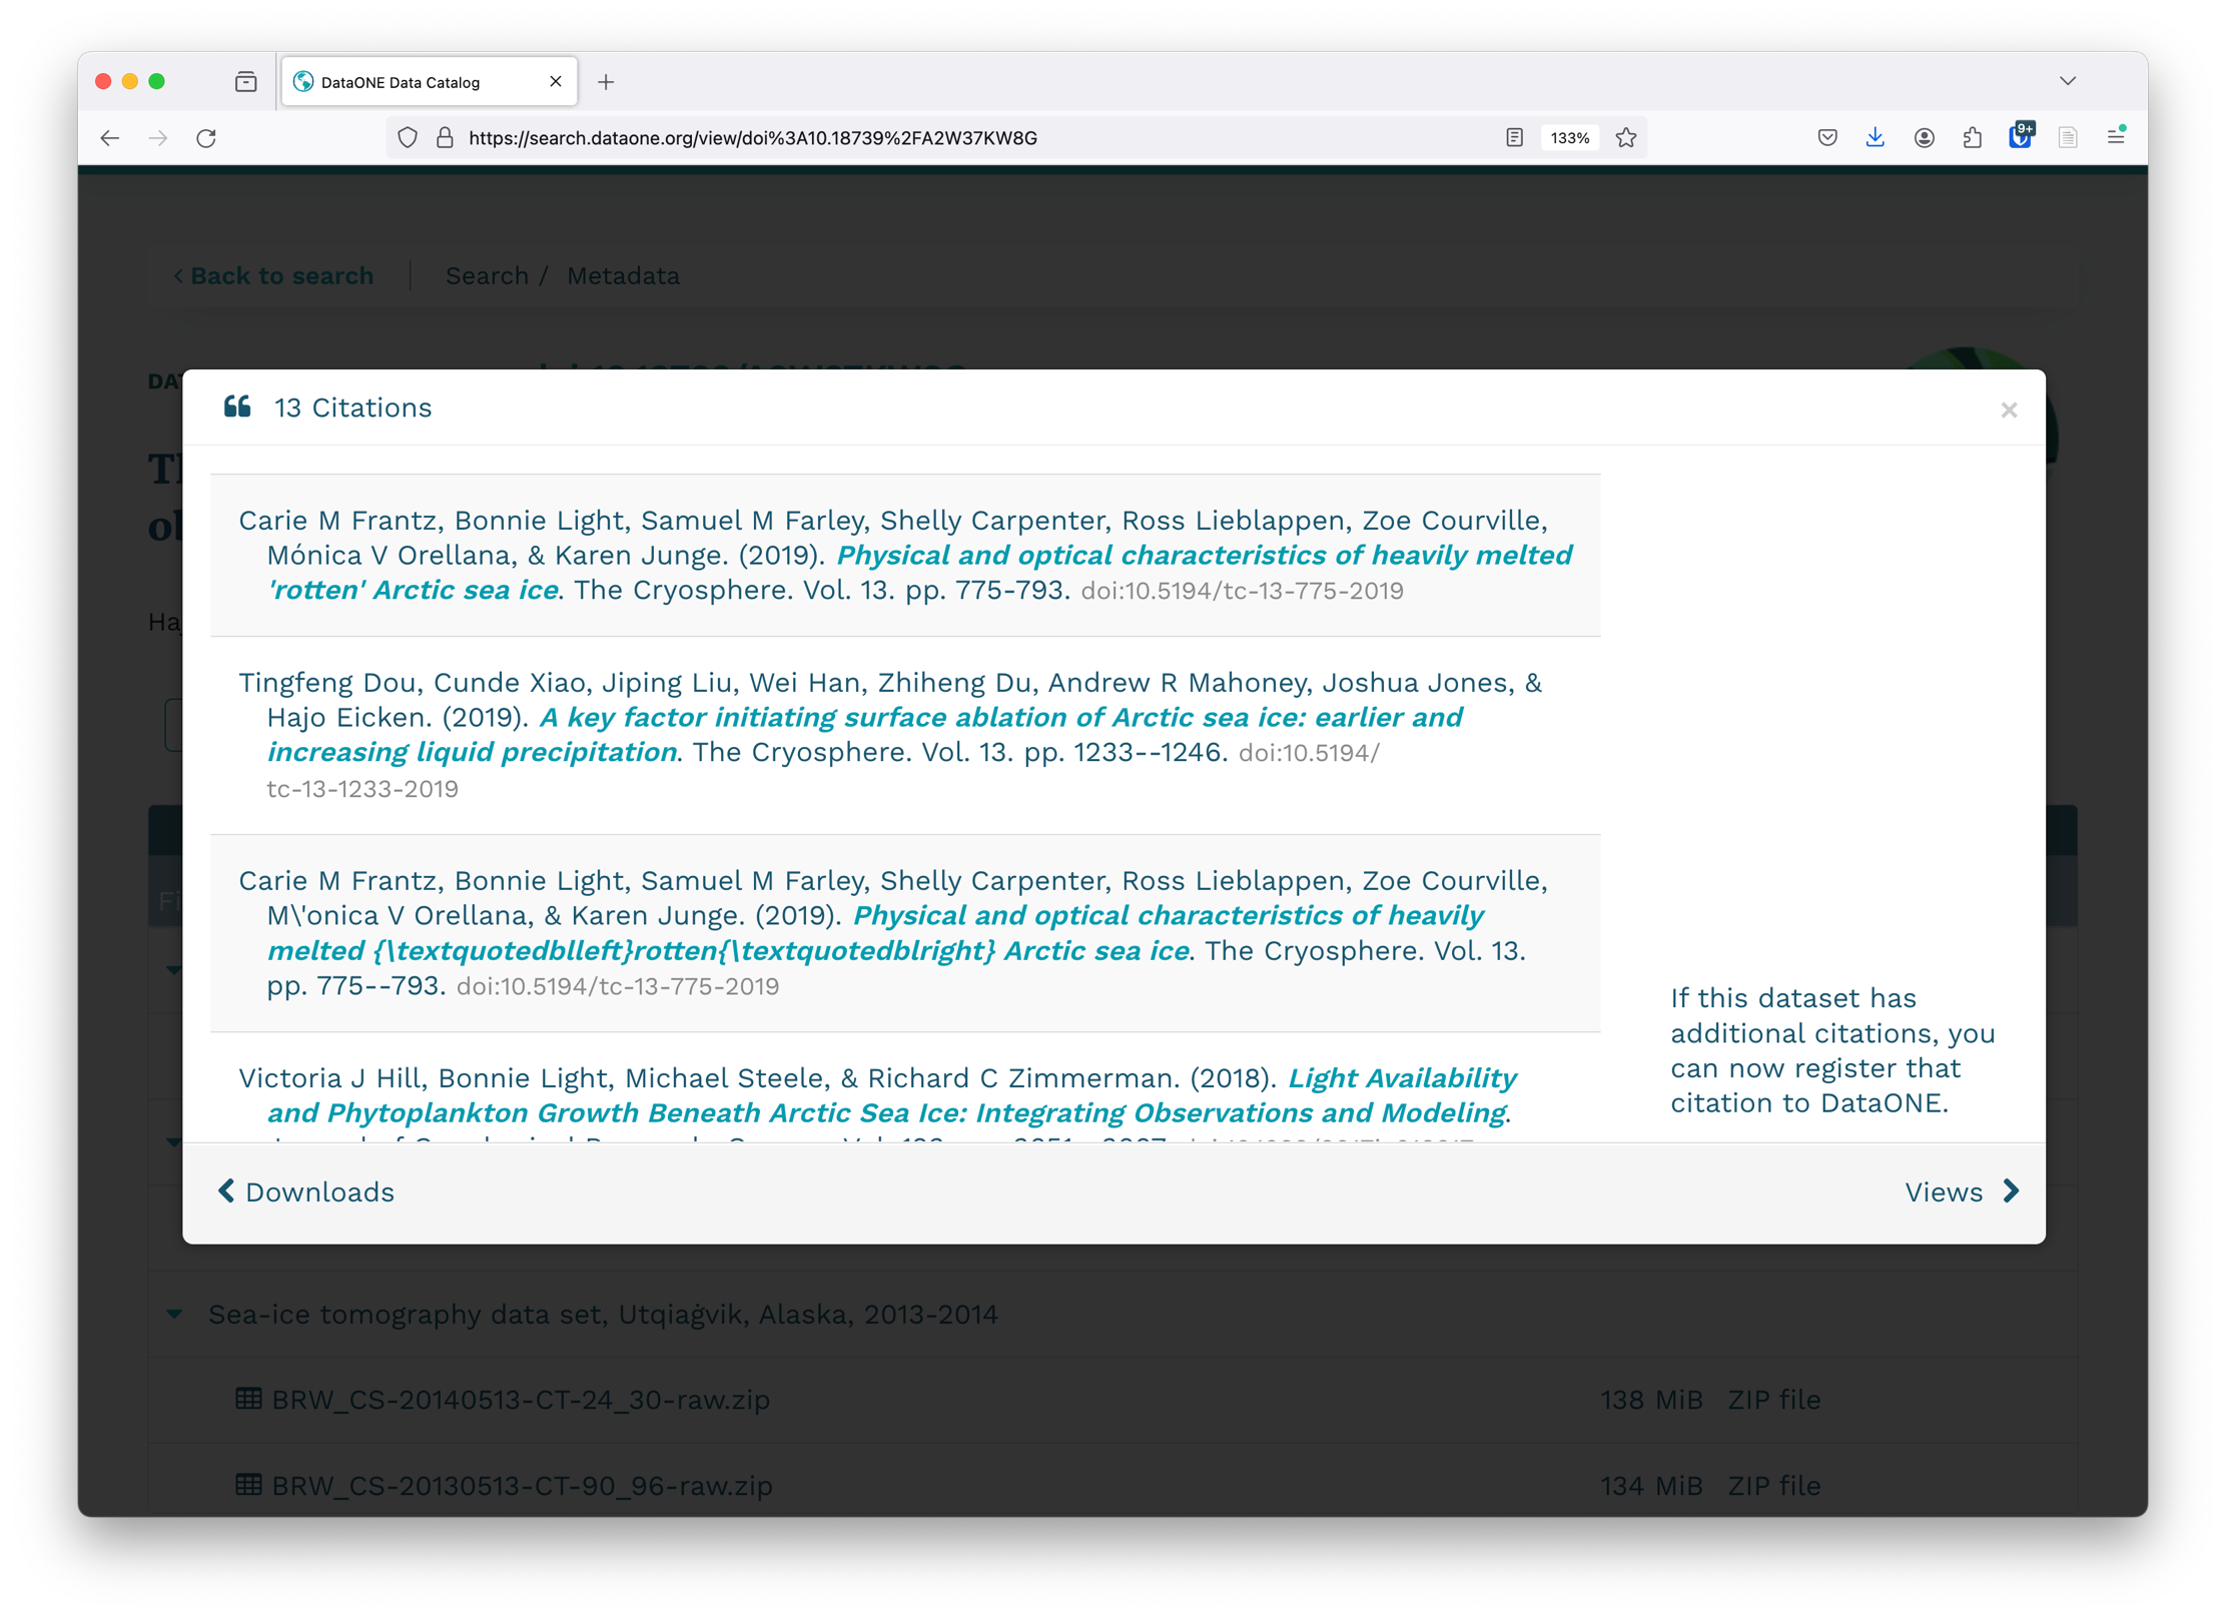 DataONE Data Catalog
https://search.dataone.org/view/doi%3A10.18739%2FA2W37KW8G
133%
9+
Back to search
Search / Metadata
13 Citations
Carie M Frantz, Bonnie Light, Samuel M Farley, Shelly Carpenter, Ross Lieblappen, Zoe Courville,
Mónica V Orellana, & Karen Junge. (2019). Physical and optical characteristics of heavily melted
'rotten' Arctic sea ice. The Cryosphere. Vol. 13. pp. 775-793. doi:10.5194/tc-13-775-2019
Tingfeng Dou, Cunde Xiao, Jiping Liu, Wei Han, Zhiheng Du, Andrew R Mahoney, Joshua Jones, &
Hajo Eicken. (2019). A key factor initiating surface ablation of Arctic sea ice: earlier and
increasing liquid precipitation. The Cryosphere. Vol. 13. pp. 1233--1246. doi:10.5194/
tc-13-1233-2019
Carie M Frantz, Bonnie Light, Samuel M Farley, Shelly Carpenter, Ross Lieblappen, Zoe Courville,
M\'onica V Orellana, & Karen Junge. (2019). Physical and optical characteristics of heavily
melted {\textquotedblleft}rotten{\textquotedblright} Arctic sea ice. The Cryosphere. Vol. 13.
pp. 775--793. doi:10.5194/tc-13-775-2019
Victoria J Hill, Bonnie Light, Michael Steele, & Richard C Zimmerman. (2018). Light Availability
and Phytoplankton Growth Beneath Arctic Sea Ice: Integrating Observations and Modeling.
If this dataset has
additional citations, you
can now register that
citation to DataONE.
Downloads
Views
Sea-ice tomography data set, Utqiaġvik, Alaska, 2013-2014
BRW_CS-20140513-CT-24_30-raw.zip 138 MiB ZIP file
BRW_CS-20130513-CT-90_96-raw.zip 134 MiB ZIP file